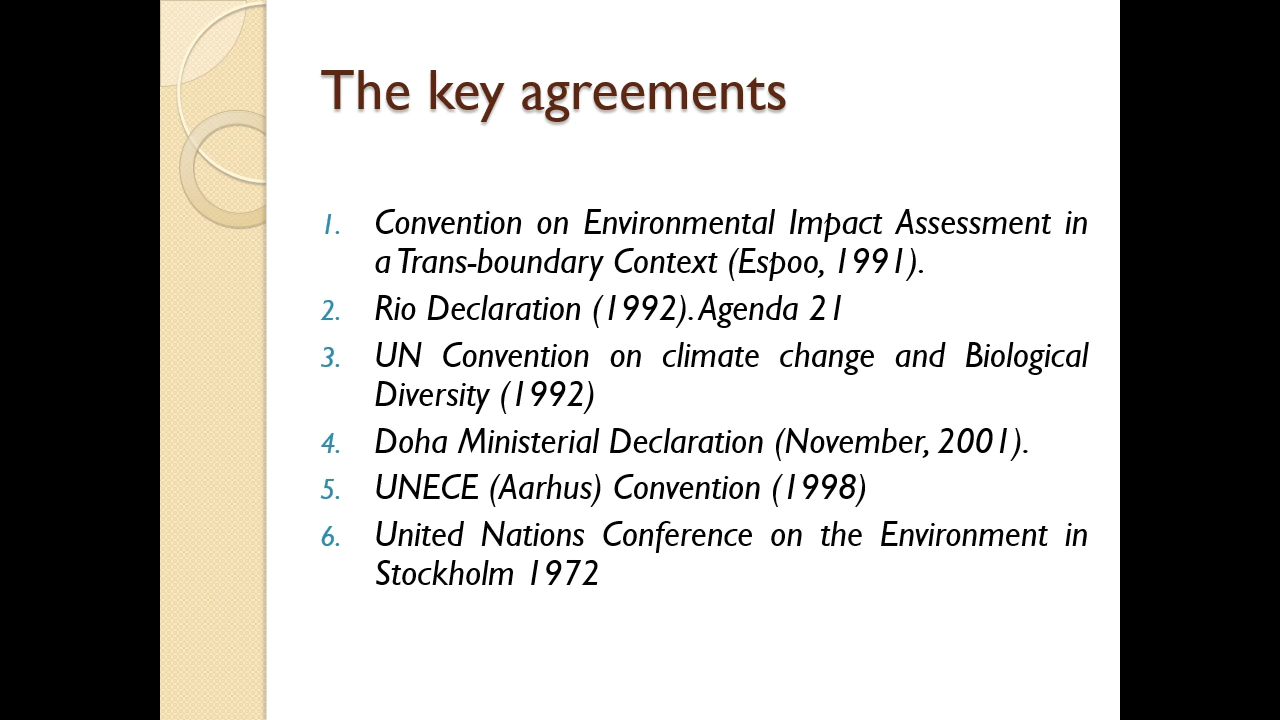 The key agreements
1. Convention on Environmental Impact Assessment in
a Trans-boundary Context (Espoo, 1991).
2. Rio Declaration (1992). Agenda 21
3. UN Convention on climate change and Biological
Diversity (1992)
4. Doha Ministerial Declaration (November, 2001).
5. UNECE (Aarhus) Convention (1998)
6. United Nations Conference on the Environment in
Stockholm 1972